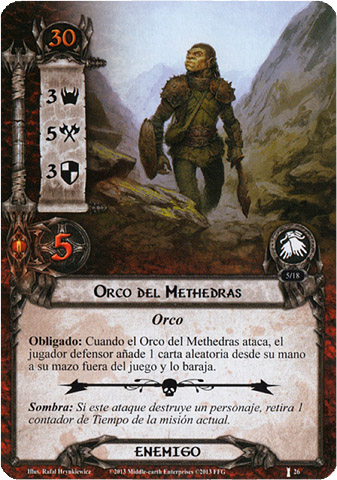 30
3
5
3
5
5/18
Orco del Methedras
Orco
Obligado: Cuando el Orco del Methedras ataca, el
jugador defensor añade 1 carta aleatoria desde su mano
a su mazo fuera del juego y lo baraja.
Sombra: Si este ataque destruye un personaje, retira 1
contador de Tiempo de la misión actual.
ENEMIGO
Illus. Rafał Hrynkiewicz ©2013 Middle-earth Enterprises ©2013 FFG 26